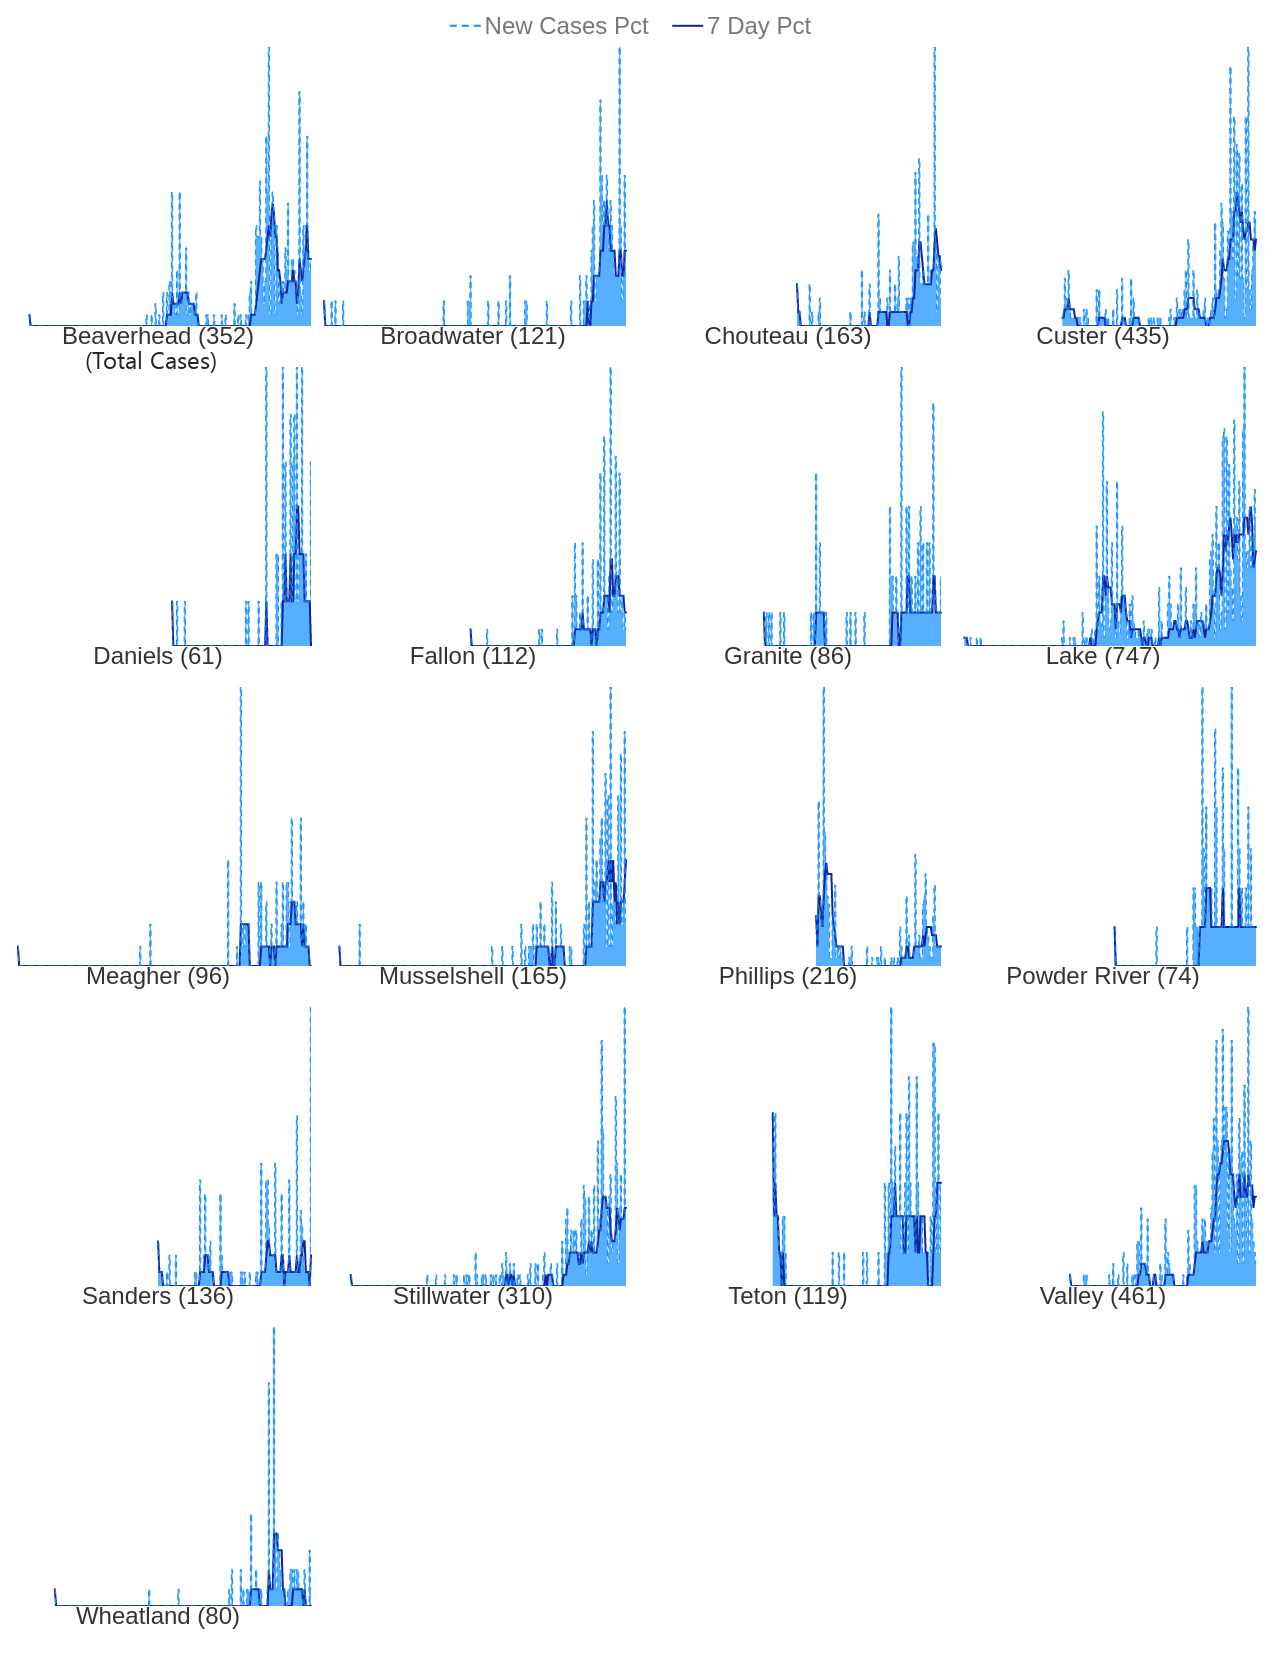 New Cases Pct 7 Day Pct
Beaverhead (352) Broadwater (121) Chouteau (163) Custer (435)
(Total Cases)
Daniels (61) Fallon (112) Granite (86) Lake (747)
Meagher (96) Musselshell (165) Phillips (216) Powder River (74)
Sanders (136) Stillwater (310) Teton (119) Valley (461)
Wheatland (80)